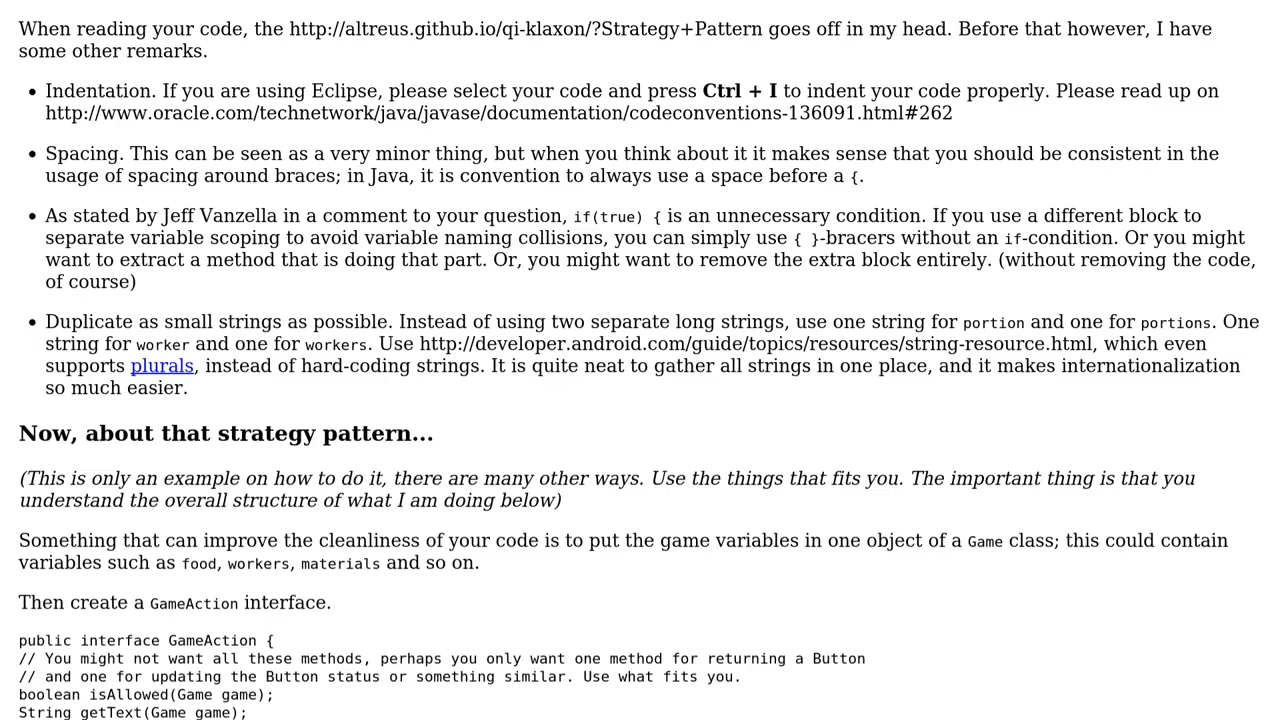 When reading your code, the http://altreus.github.io/qi-klaxon/?Strategy+Pattern goes off in my head. Before that however, I have
some other remarks.
• Indentation. If you are using Eclipse, please select your code and press Ctrl + I to indent your code properly. Please read up on
http://www.oracle.com/technetwork/java/javase/documentation/codeconventions-136091.html#262
• Spacing. This can be seen as a very minor thing, but when you think about it it makes sense that you should be consistent in the
usage of spacing around braces; in Java, it is convention to always use a space before a {.
• As stated by Jeff Vanzella in a comment to your question, if(true) { is an unnecessary condition. If you use a different block to
separate variable scoping to avoid variable naming collisions, you can simply use { }-bracers without an if-condition. Or you might
want to extract a method that is doing that part. Or, you might want to remove the extra block entirely. (without removing the code,
of course)
• Duplicate as small strings as possible. Instead of using two separate long strings, use one string for portion and one for portions. One
string for worker and one for workers. Use http://developer.android.com/guide/topics/resources/string-resource.html, which even
supports plurals, instead of hard-coding strings. It is quite neat to gather all strings in one place, and it makes internationalization
so much easier.
Now, about that strategy pattern...
(This is only an example on how to do it, there are many other ways. Use the things that fits you. The important thing is that you
understand the overall structure of what I am doing below)
Something that can improve the cleanliness of your code is to put the game variables in one object of a Game class; this could contain
variables such as food, workers, materials and so on.
Then create a GameAction interface.
public interface GameAction {
// You might not want all these methods, perhaps you only want one method for returning a Button
// and one for updating the Button status or something similar. Use what fits you.
boolean isAllowed(Game game);
String getText(Game game);